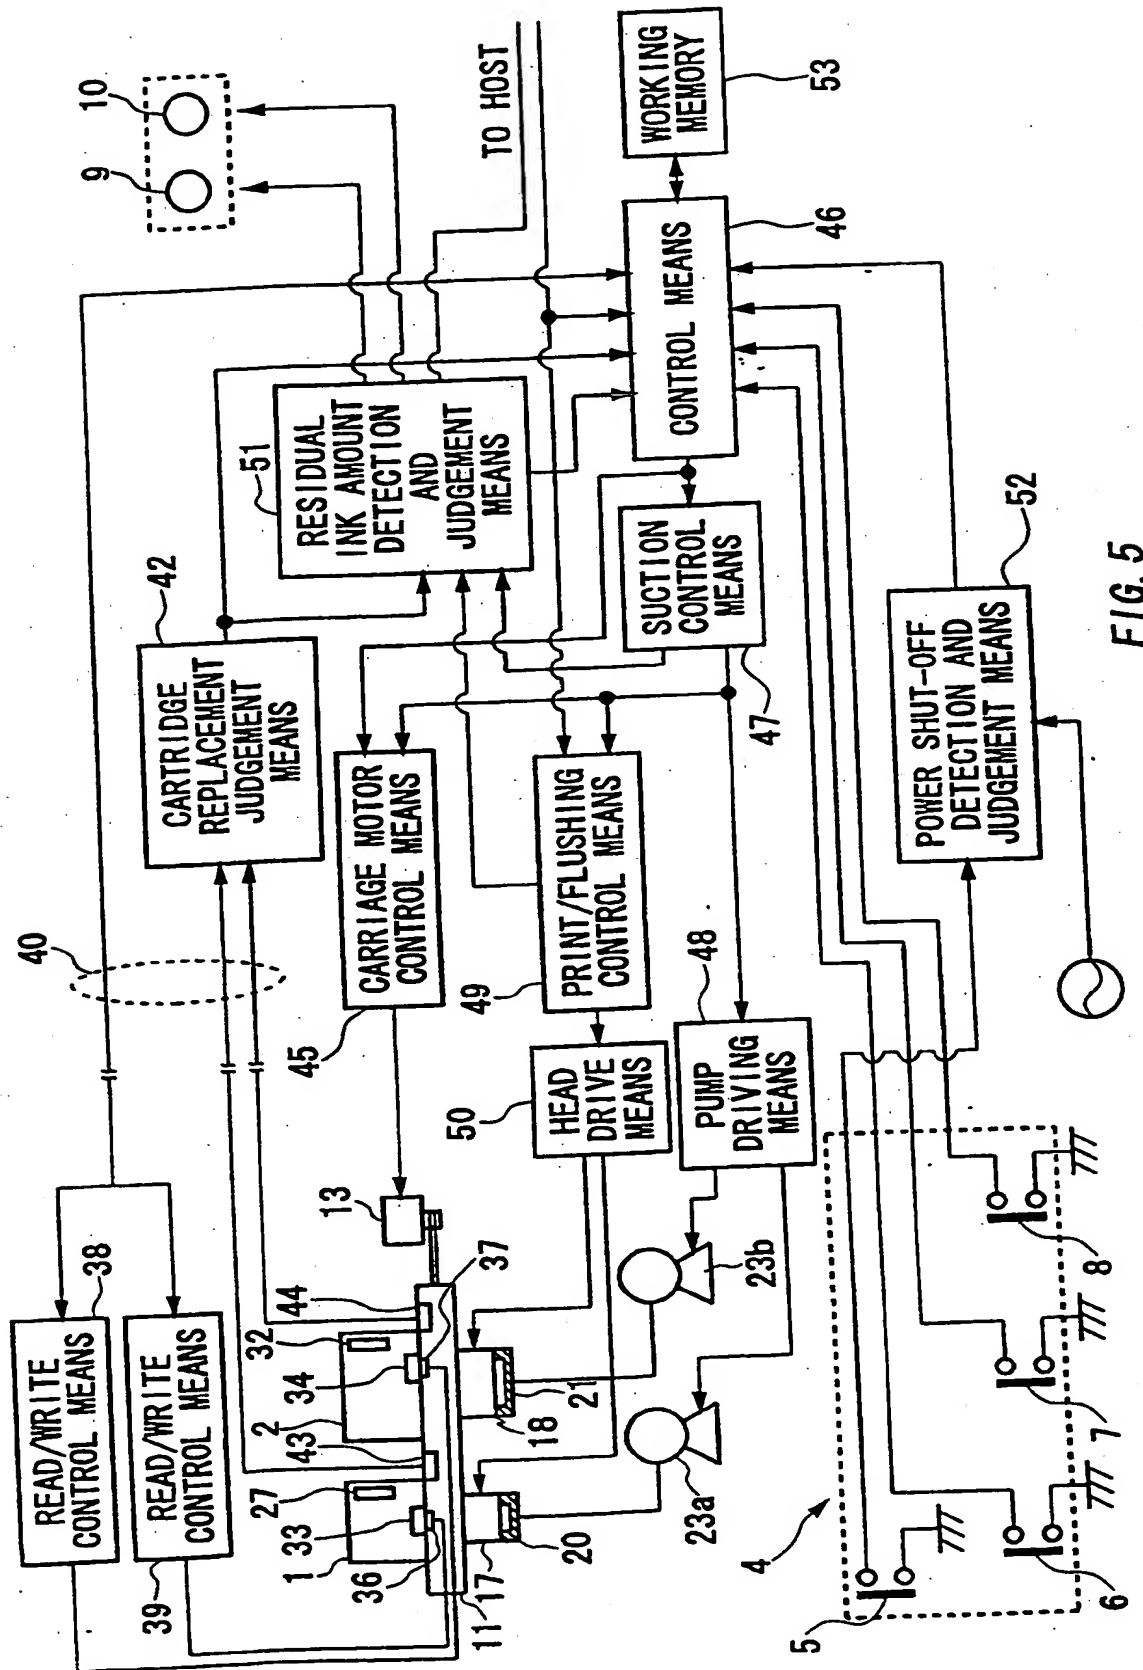 10
9
TO HOST
WORKING
MEMORY
53
CONTROL MEANS
46
51
RESIDUAL
INK AMOUNT
DETECTION
AND
JUDGEMENT
MEANS
42
CARTRIDGE
REPLACEMENT
JUDGEMENT
MEANS
SUCTION
CONTROL
MEANS
47
POWER SHUT-OFF
DETECTION AND
JUDGEMENT MEANS
52
40
CARRIAGE MOTOR
CONTROL MEANS
45
PRINT/FLUSHING
CONTROL MEANS
49
HEAD
DRIVE
MEANS
50
PUMP
DRIVING
MEANS
48
READ/WRITE
CONTROL MEANS
38
READ/WRITE
CONTROL MEANS
39
13
37
44
32
34
2
43
27
33
1
36
11
17
20
18
21
23a
23b
4
5
6
7
8
FIG. 5